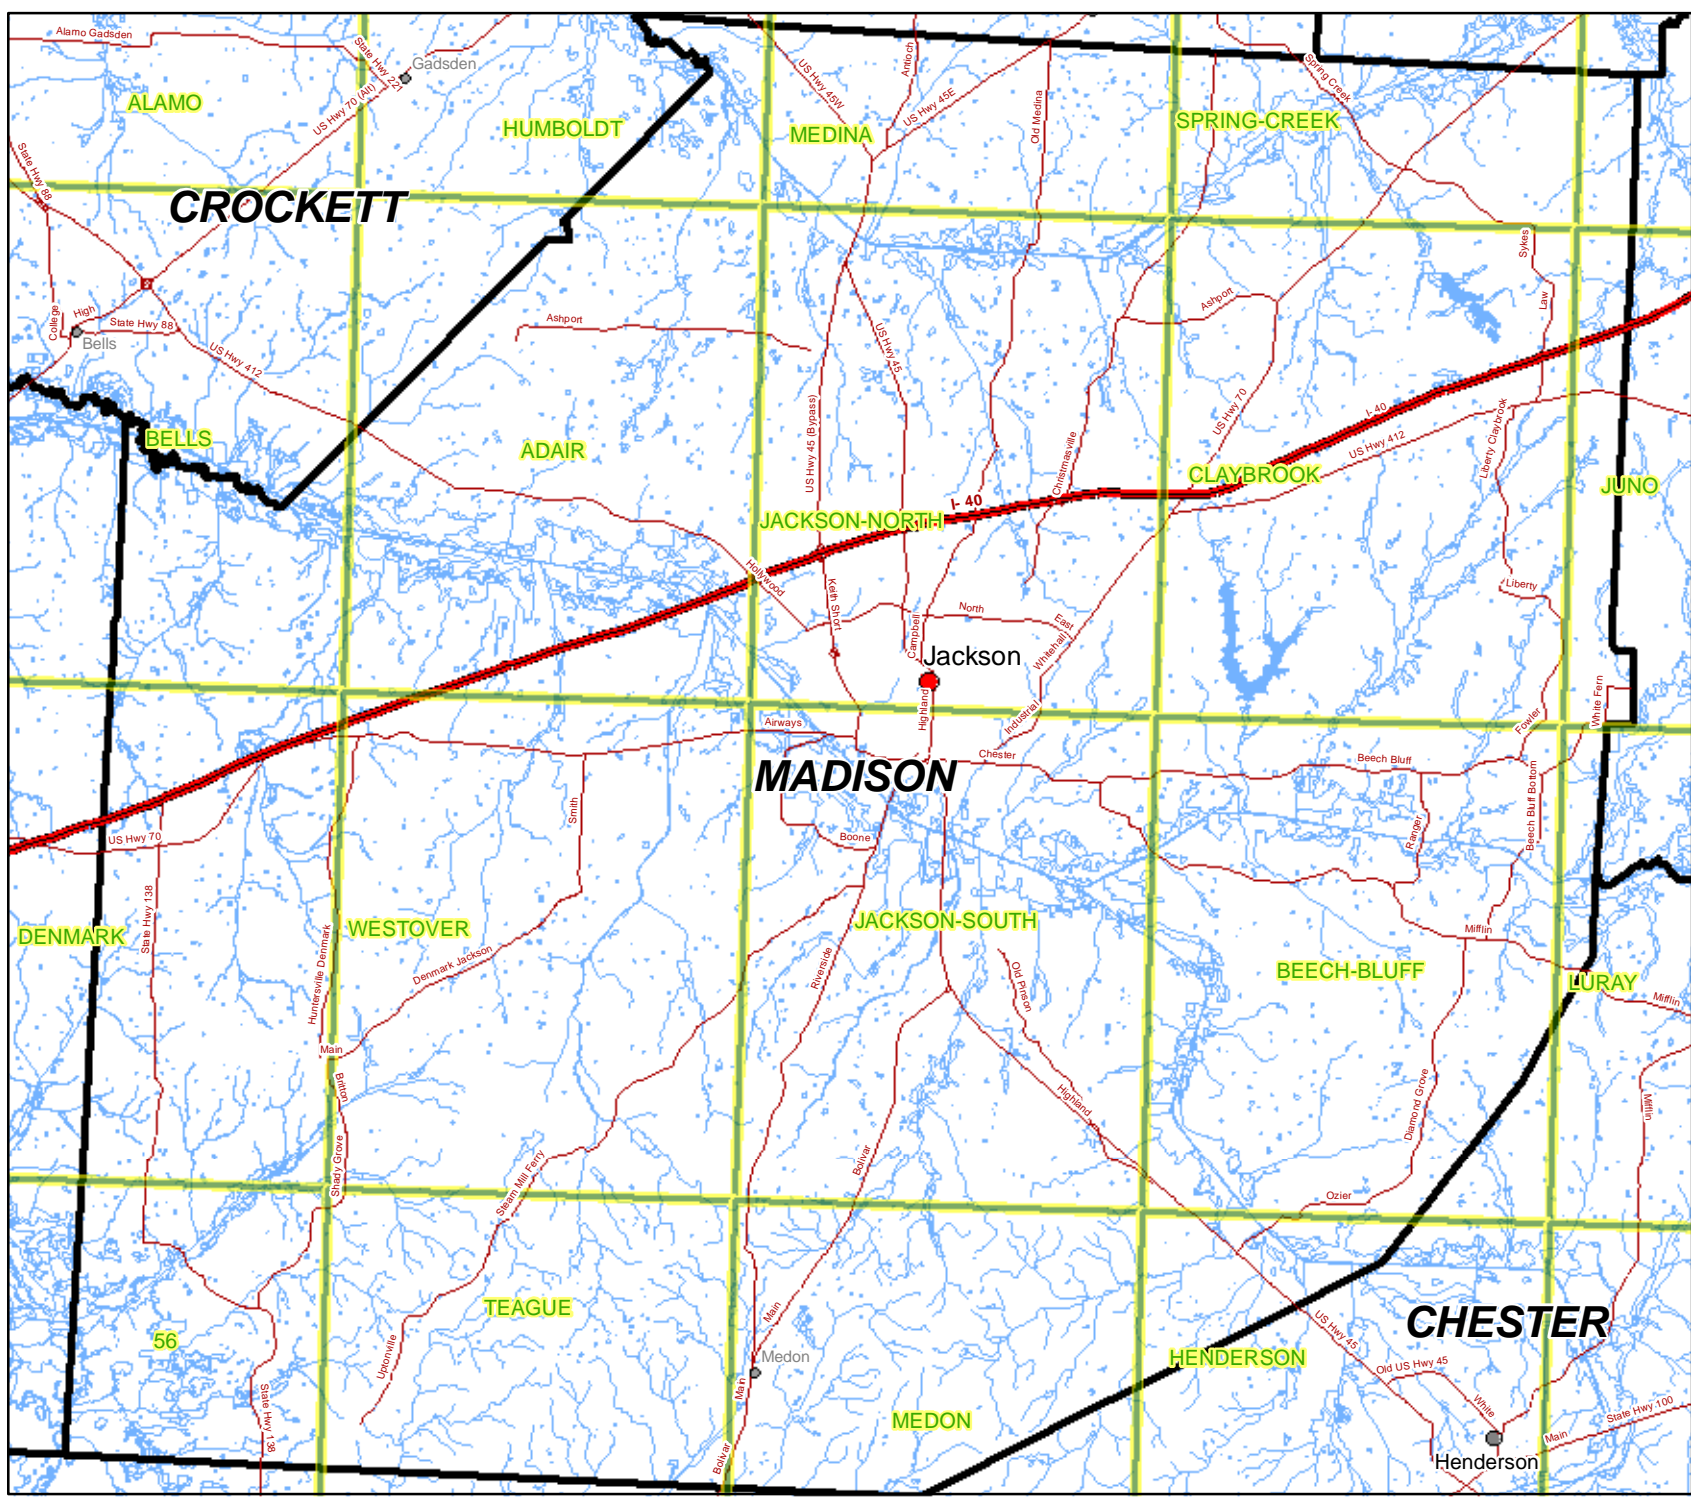 Alamo Gadsden
State Hwy 221
Gadsden
US Hwy 70 (Alt)
ALAMO
HUMBOLDT
US Hwy 45W
Antioch
US Hwy 45E
MEDINA
Old Medina
Spring Creek
SPRING-CREEK
State Hwy 88
CROCKETT
Sykes
Law
College
High
State Hwy 88
Bells
US Hwy 412
Ashport
US Hwy 45
Ashport
US Hwy 70
I- 40
US Hwy 412
Liberty Claybrook
BELLS
ADAIR
US Hwy 45 (Bypass)
Christmasville
CLAYBROOK
JUNO
I- 40
JACKSON-NORTH
Hollywood
Keith Short
North
East
Campbell
Whitehall
Liberty
Jackson
Highland
Industrial
White Fern
Fowler
Airways
Chester
MADISON
Beech Bluff
Beech Bluff Bottom
Smith
Boone
Ranger
US Hwy 70
State Hwy 138
DENMARK
WESTOVER
JACKSON-SOUTH
Mifflin
Huntersville Denmark
Denmark Jackson
Riverside
Old Pinson
BEECH-BLUFF
LURAY
Mifflin
Main
Britton
Highland
Diamond Grove
Mifflin
Shady Grove
Steam Mill Ferry
Bolivar
Ozier
TEAGUE
Main
56
Uptonville
Medon
US Hwy 45
CHESTER
HENDERSON
Old US Hwy 45
White
State Hwy 138
Main
MEDON
State Hwy 100
Main
Bolivar
Henderson